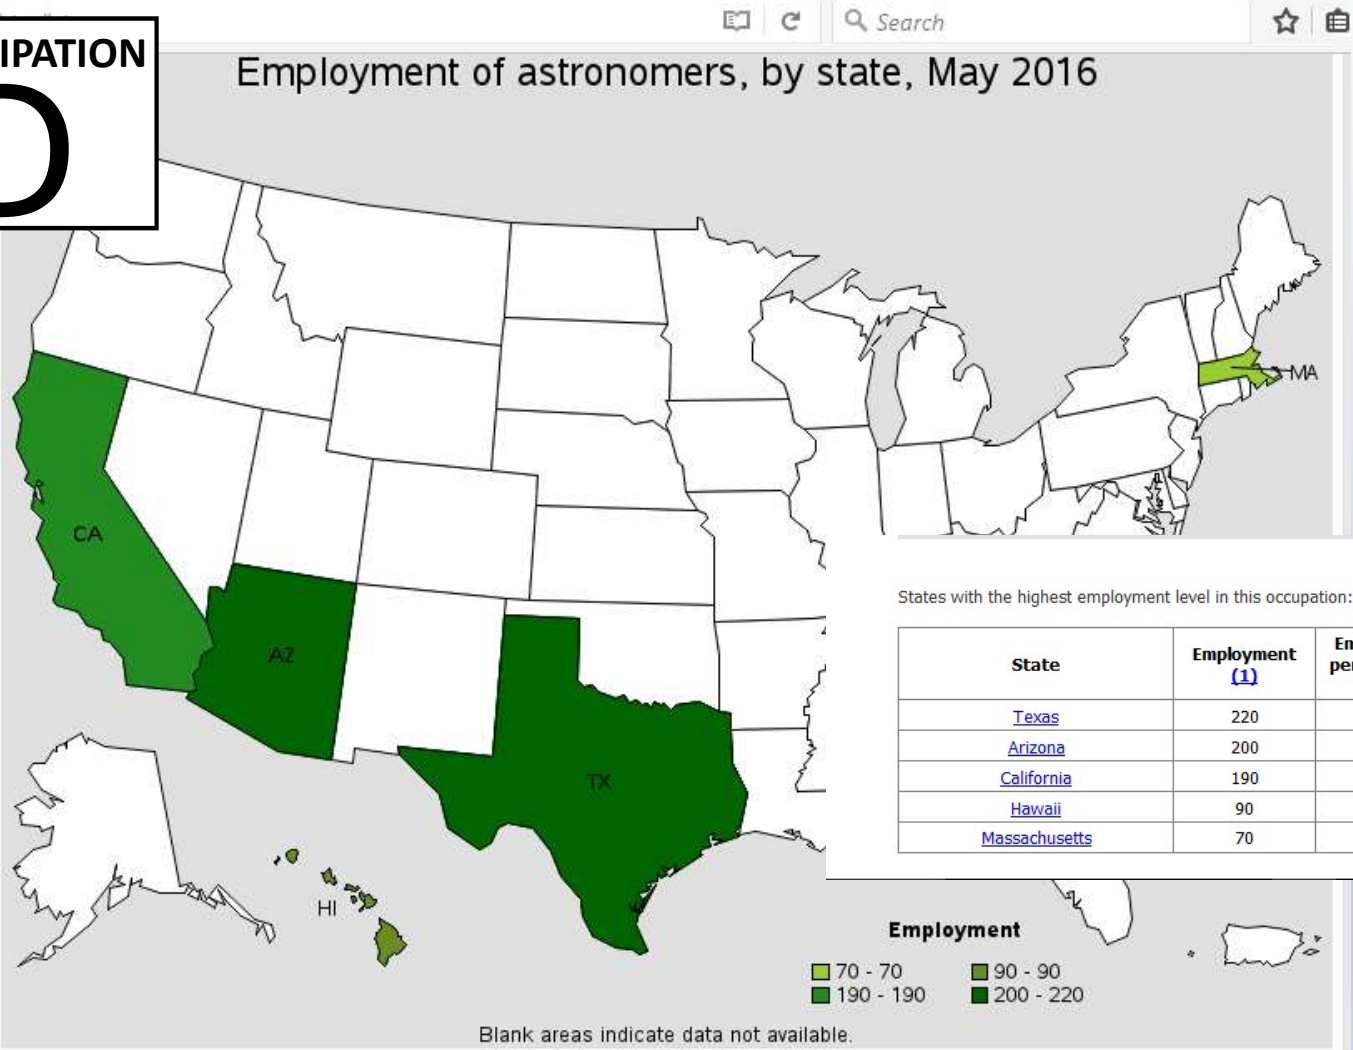 Search
IPATION
D
Employment of astronomers, by state, May 2016
MA
CA
AZ
TX
HI
States with the highest employment level in this occupation:
State Employment
(1)
Texas 220
Arizona 200
California 190
Hawaii 90
Massachusetts 70
Employment
70 - 70 90 - 90
190 - 190 200 - 220
Blank areas indicate data not available.